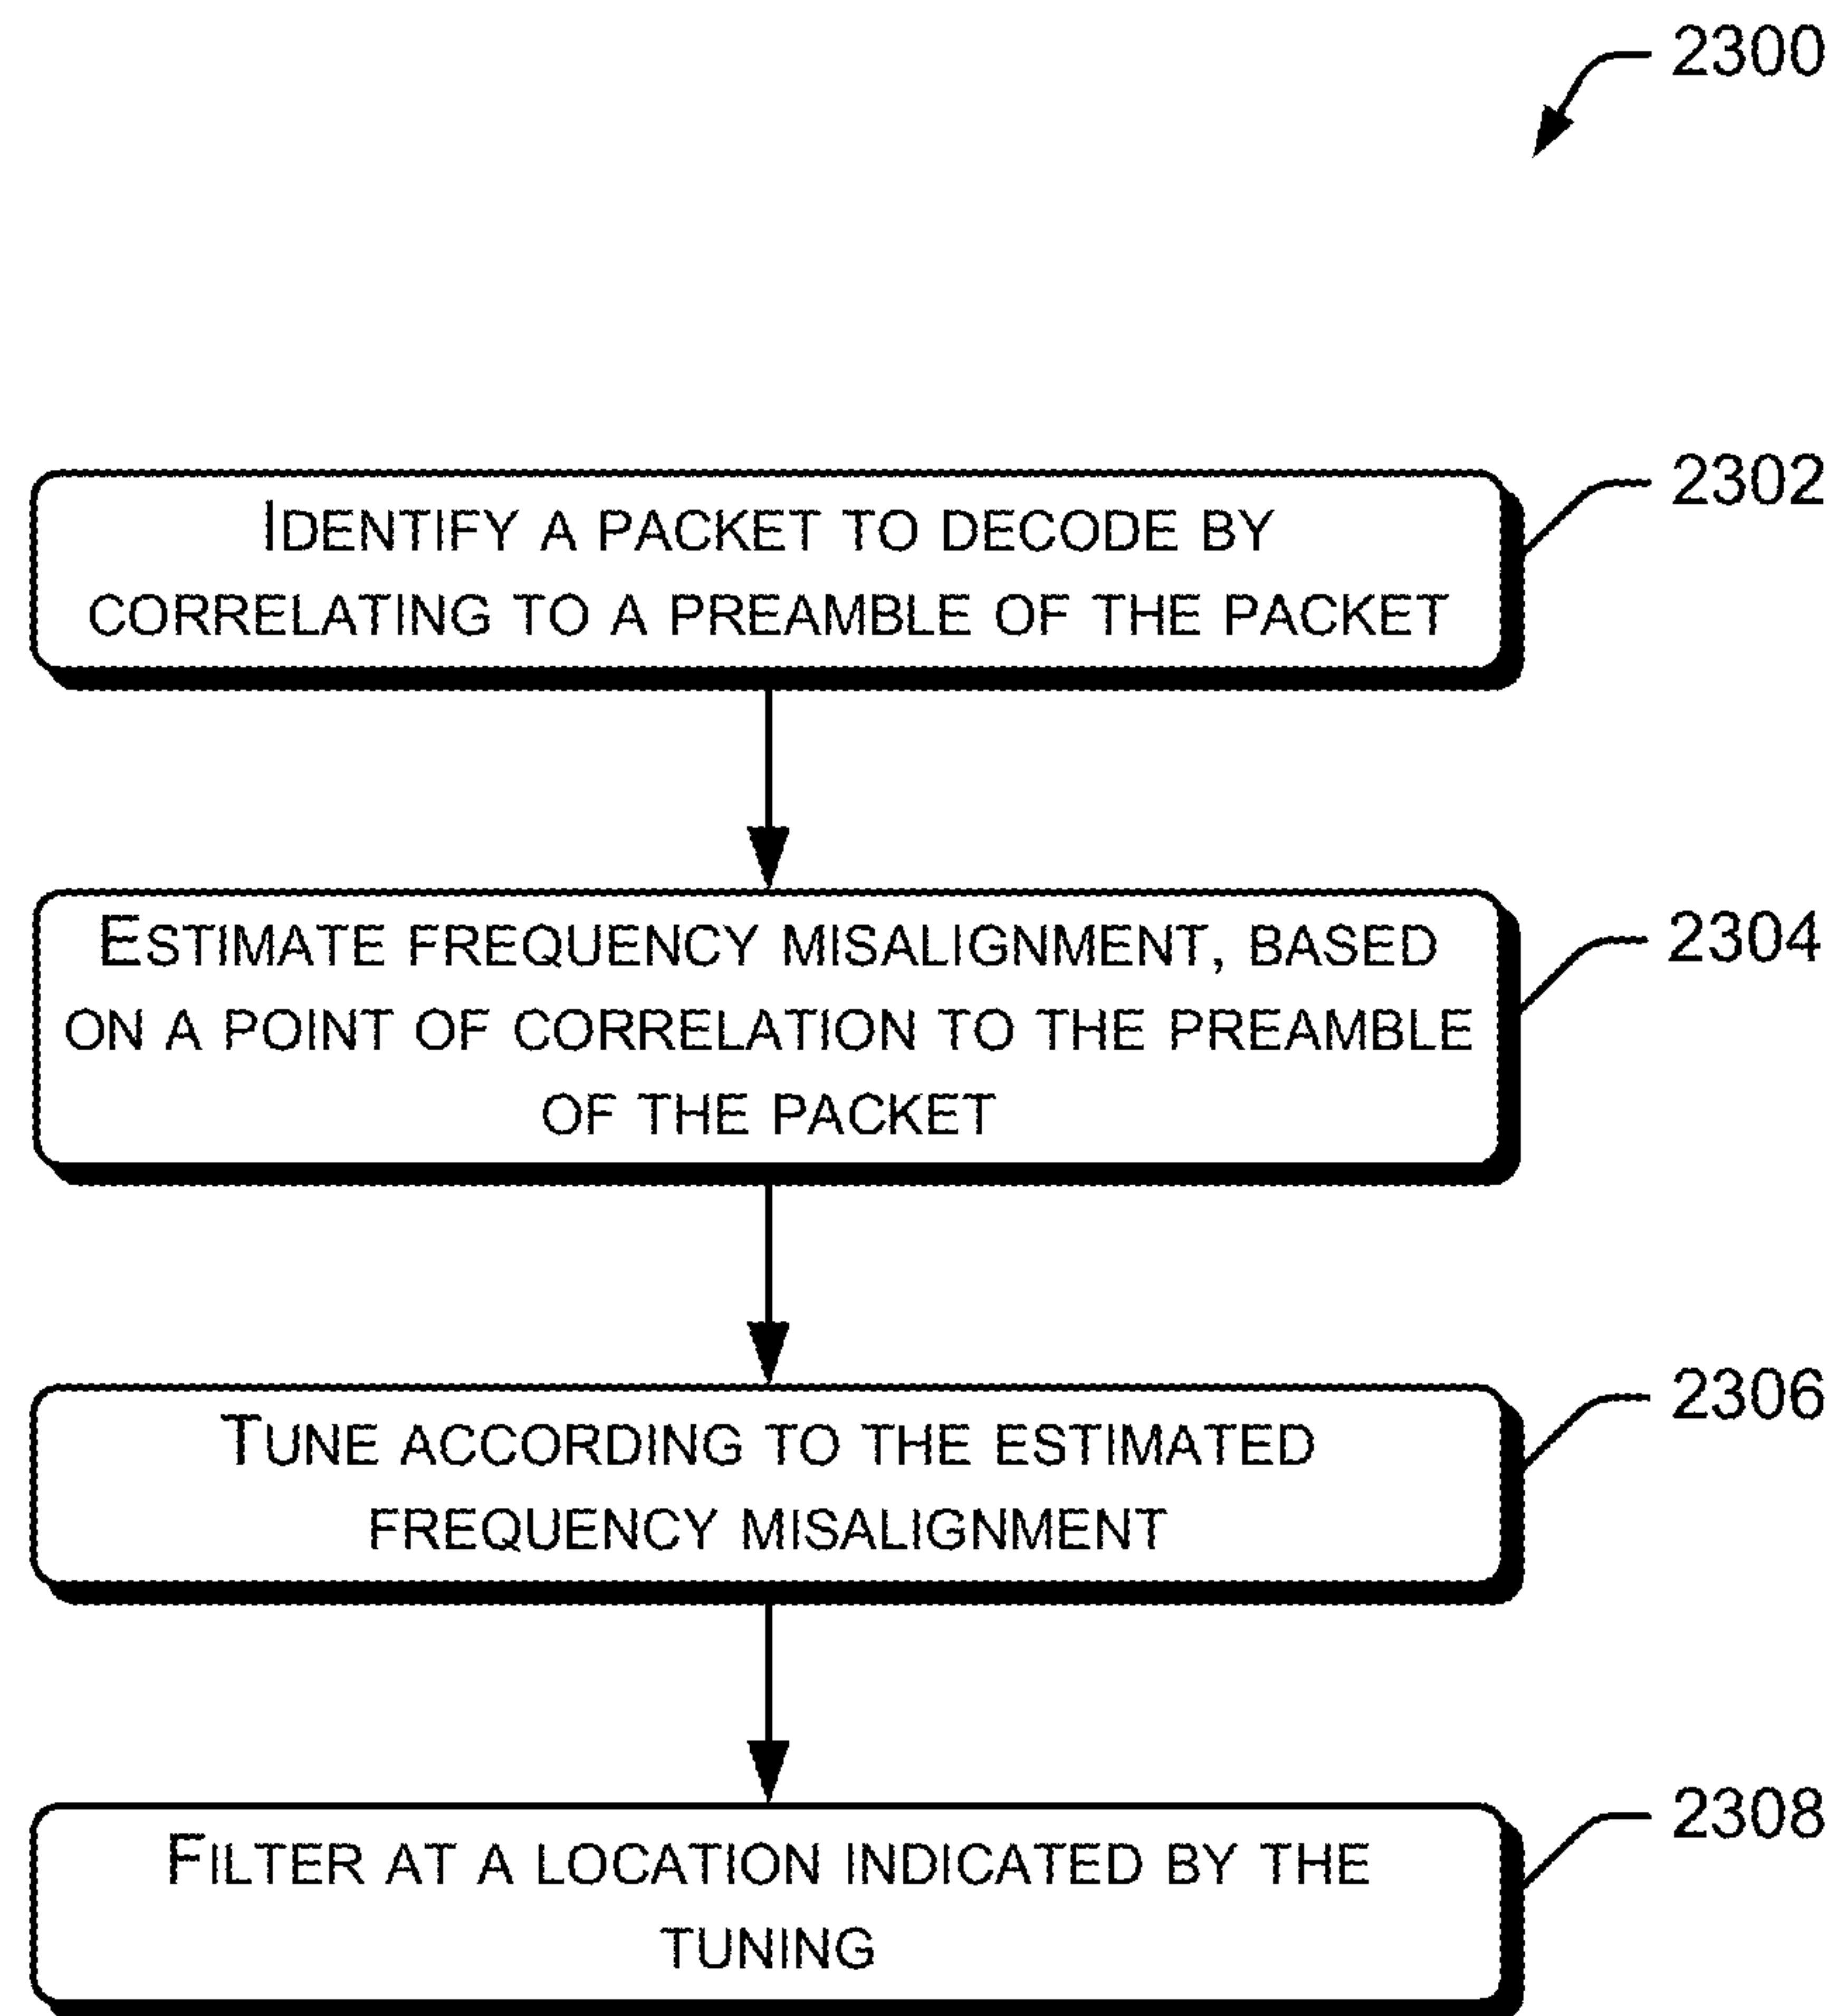 2300
2302
IDENTIFY A PACKET TO DECODE BY
CORRELATING TO A PREAMBLE OF THE PACKET
2304
ESTIMATE FREQUENCY MISALIGNMENT, BASED
ON A POINT OF CORRELATION TO THE PREAMBLE
OF THE PACKET
2306
TUNE ACCORDING TO THE ESTIMATED
FREQUENCY MISALIGNMENT
2308
FILTER AT A LOCATION INDICATED BY THE
TUNING